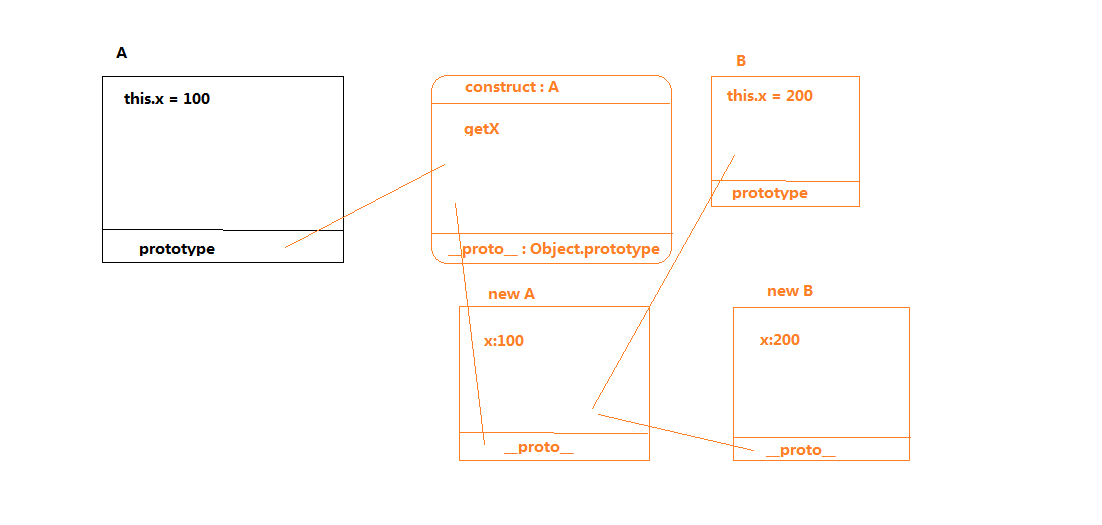 A
this.x = 100
prototype
construct : A
getX
__proto__ : Object.prototype
B
this.x = 200
prototype
new A
x:100
__proto__
new B
x:200
__proto__